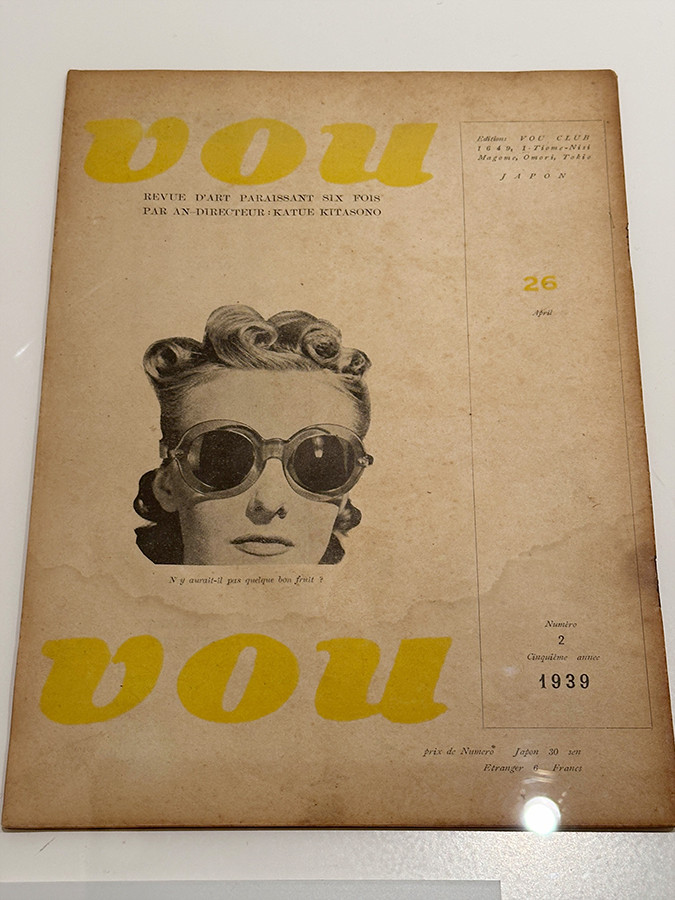 vou
REVUE D'ART PARAISSANT SIX FOIS
PAR AN-DIRECTEUR: KATUE KITASONO
Editions VOU CLUB
1649, 1-Tiome-Nisi
Magome, Omori, Tokio
JAPON
26
April
N'y aurait-il pas quelque bon fruit ?
vou
Numéro
2
Cinquième annee
1939
prix de Numero Japon 30 sen
Etranger 6 Francs